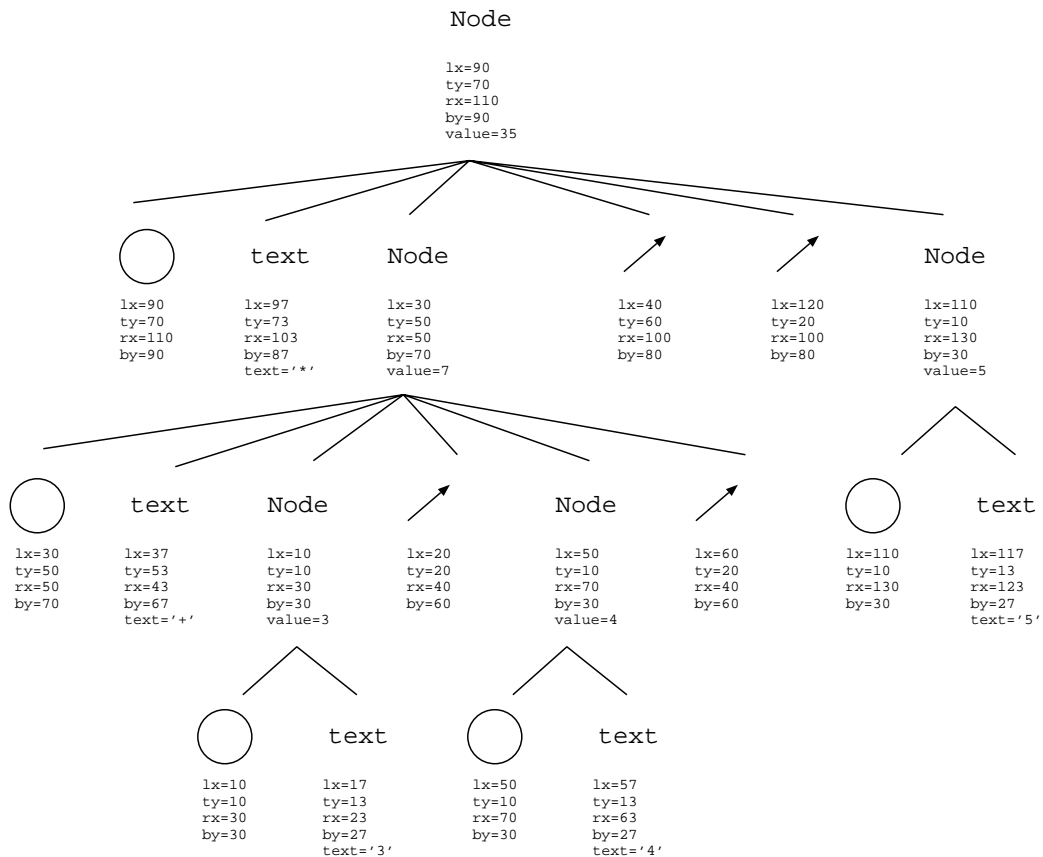 Node
lx=90
ty=70
rx=110
by=90
value=35
text
Node
Node
lx=90
ty=70
rx=110
by=90
lx=97
ty=73
rx=103
by=87
text='*'
lx=30
ty=50
rx=50
by=70
value=7
lx=40
ty=60
rx=100
by=80
lx=120
ty=20
rx=100
by=80
lx=110
ty=10
rx=130
by=30
value=5
text
Node
Node
text
lx=30
ty=50
rx=50
by=70
lx=37
ty=53
rx=43
by=67
text='+'
lx=10
ty=10
rx=30
by=30
value=3
lx=20
ty=20
rx=40
by=60
lx=50
ty=10
rx=70
by=30
value=4
lx=60
ty=20
rx=40
by=60
lx=110
ty=10
rx=130
by=30
lx=117
ty=13
rx=123
by=27
text='5'
text
text
lx=10
ty=10
rx=30
by=30
lx=17
ty=13
rx=23
by=27
text='3'
lx=50
ty=10
rx=70
by=30
lx=57
ty=13
rx=63
by=27
text='4'